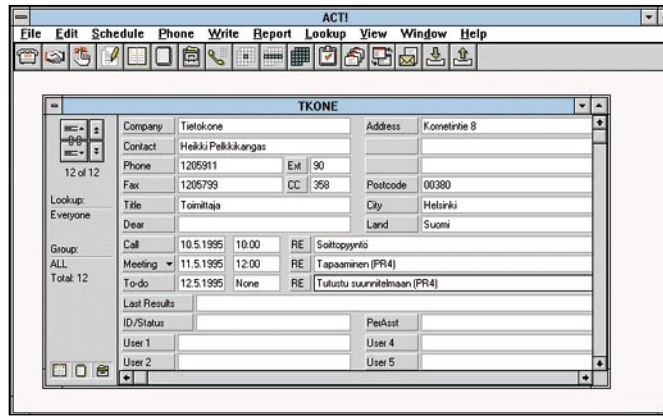 ACT!
File Edit Schedule Phone Write Report Lookup View Window Help
TKONE
Company Tietokone Address Kometintie 8
Contact Heikki Pelkkikangas
Phone 1205911 Ext 90
12 of 12
Fax 1205799 CC 358 Postcode 00380
Lookup:
Title Toimittaja City Helsinki
Everyone
Dear Land Suomi
Group:
Call 10.5.1995 10:00 RE Soittopyyntö
ALL
Meeting 11.5.1995 12:00 RE Tapaaminen (PR4)
Total: 12
To-do 12.5.1995 None RE Tutustu suunnitelmaan (PR4)
Last Results
ID/Status PerAsst
User 1 User 4
User 2 User 5